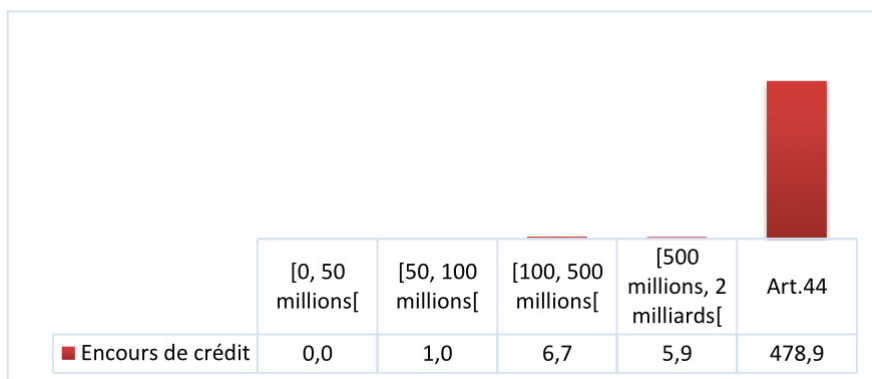 [0, 50 millions[
[50, 100 millions[
[100, 500 millions[
[500 millions, 2 milliards[
Art.44
Encours de crédit 0,0 1,0 6,7 5,9 478,9